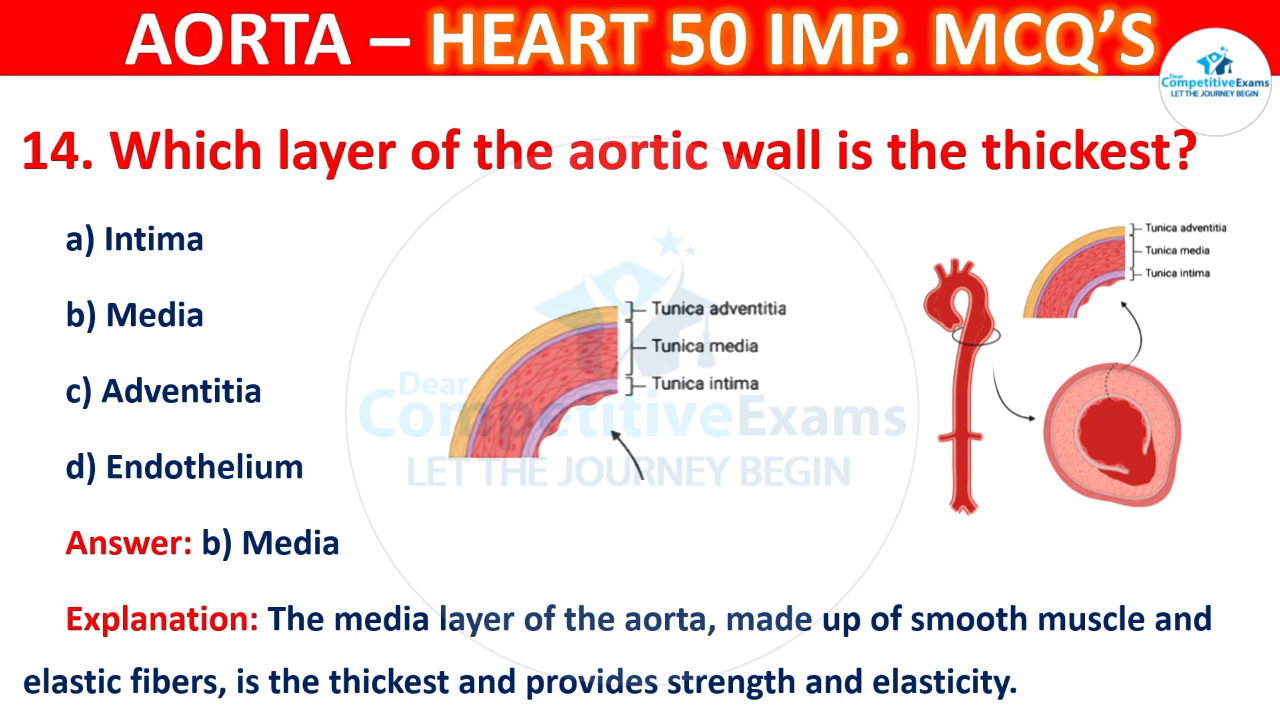 AORTA – HEART 50 IMP. MCQ’S
Dear
CompetitiveExams
LET THE JOURNEY BEGIN
14. Which layer of the aortic wall is the thickest?
a) Intima
b) Media
c) Adventitia
d) Endothelium
Tunica adventitia
Tunica media
Tunica intima
Tunica adventitia
Tunica media
Tunica intima
Dear
CompetitiveExams
LET THE JOURNEY BEGIN
Answer: b) Media
Explanation: The media layer of the aorta, made up of smooth muscle and
elastic fibers, is the thickest and provides strength and elasticity.